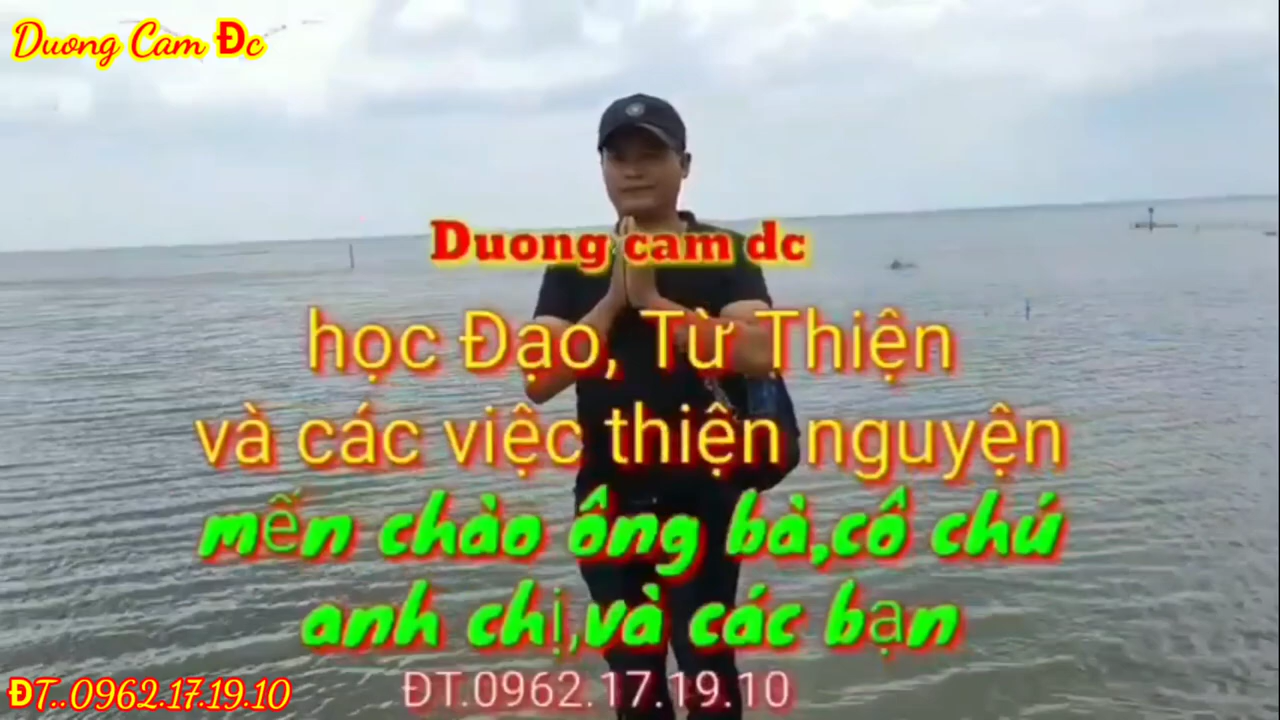 Duong Cam Đc
Duong cam dc
học Đạo, Từ Thiện
và các việc thiện nguyện
mến chào ông bà,cô chú
anh chị,và các bạn
ĐT..0962.17.19.10
ĐT.0962.17.19.10